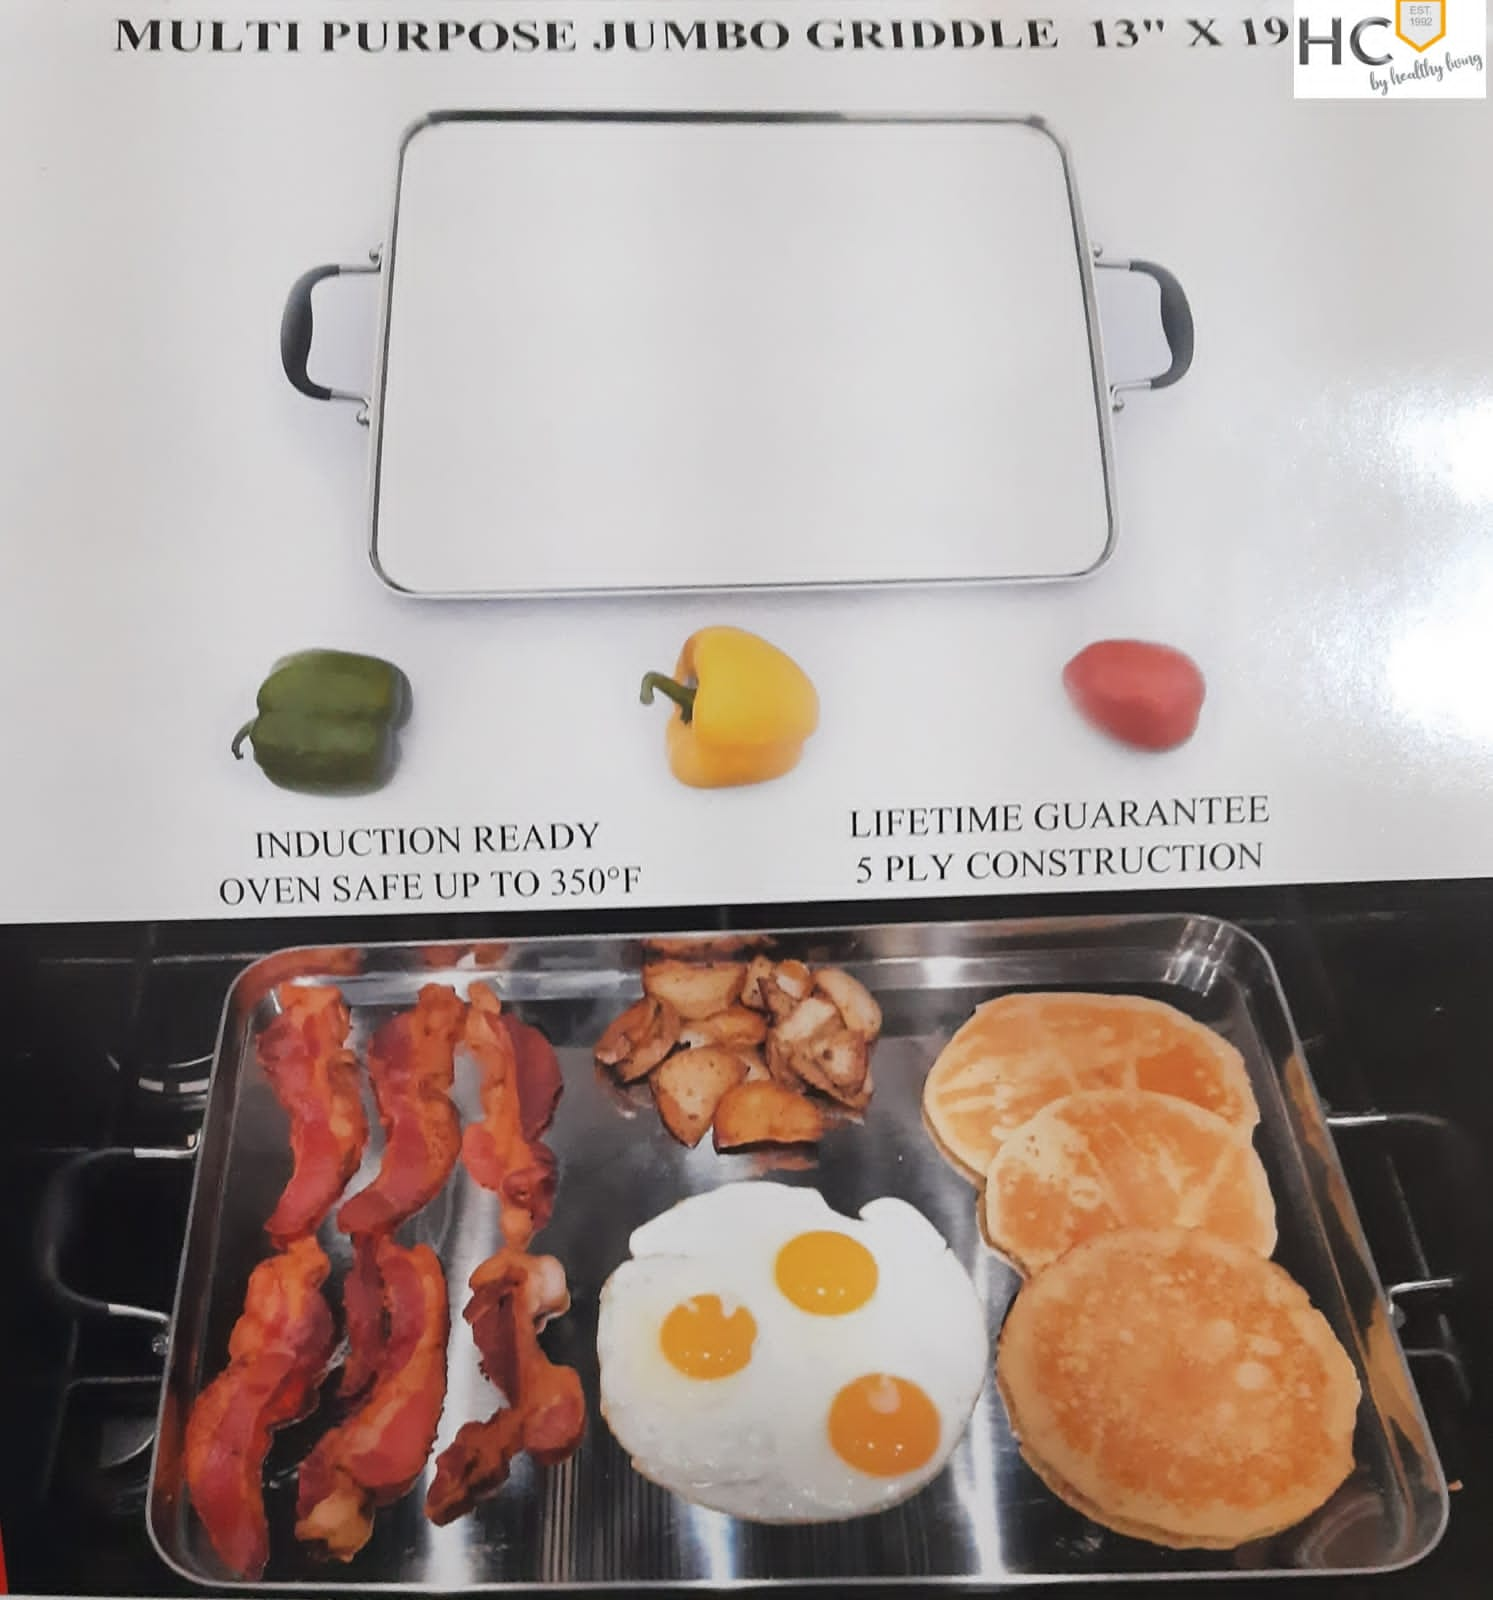 MULTI PURPOSE JUMBO GRIDDLE 13" X 19
HC
EST.
1992
by healthy living
INDUCTION READY
OVEN SAFE UP TO 350°F
LIFETIME GUARANTEE
5 PLY CONSTRUCTION